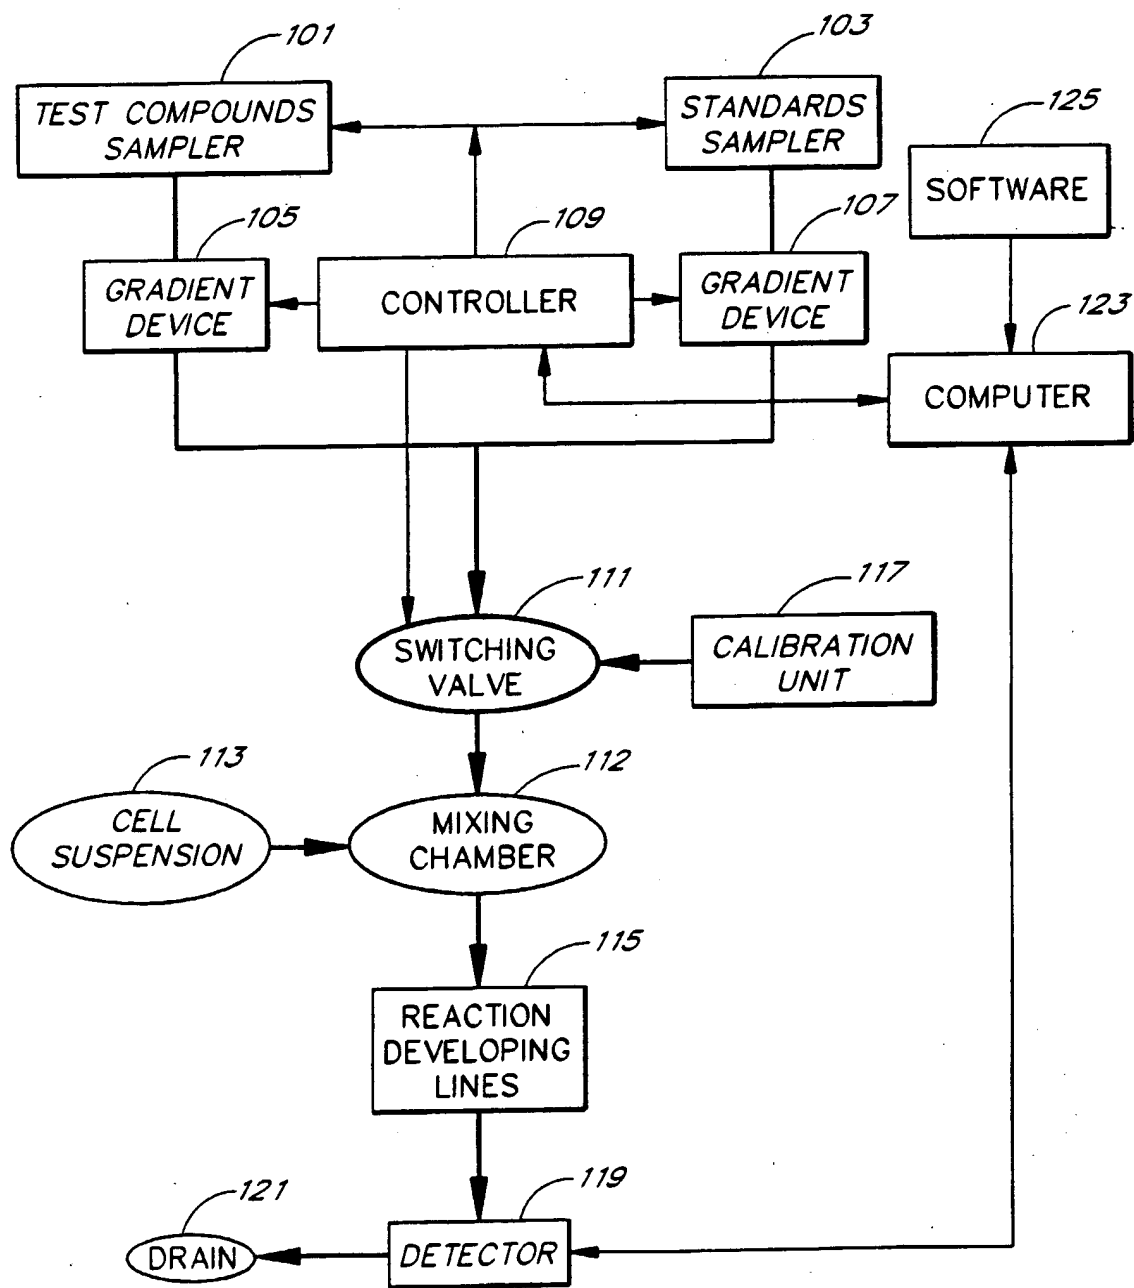 101
TEST COMPOUNDS
SAMPLER
103
STANDARDS
SAMPLER
125
SOFTWARE
105
GRADIENT
DEVICE
109
CONTROLLER
107
GRADIENT
DEVICE
123
COMPUTER
111
SWITCHING
VALVE
117
CALIBRATION
UNIT
113
CELL
SUSPENSION
112
MIXING
CHAMBER
115
REACTION
DEVELOPING
LINES
121
DRAIN
119
DETECTOR